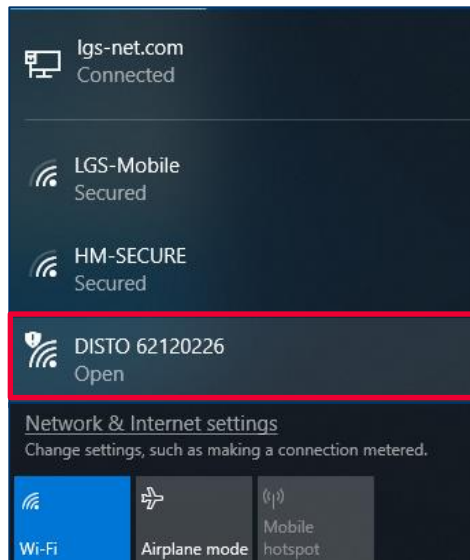 lgs-net.com
Connected
LGS-Mobile
Secured
HM-SECURE
Secured
DISTO 62120226
Open
Network & Internet settings
Change settings, such as making a connection metered.
Wi-Fi
Airplane mode
Mobile
hotspot